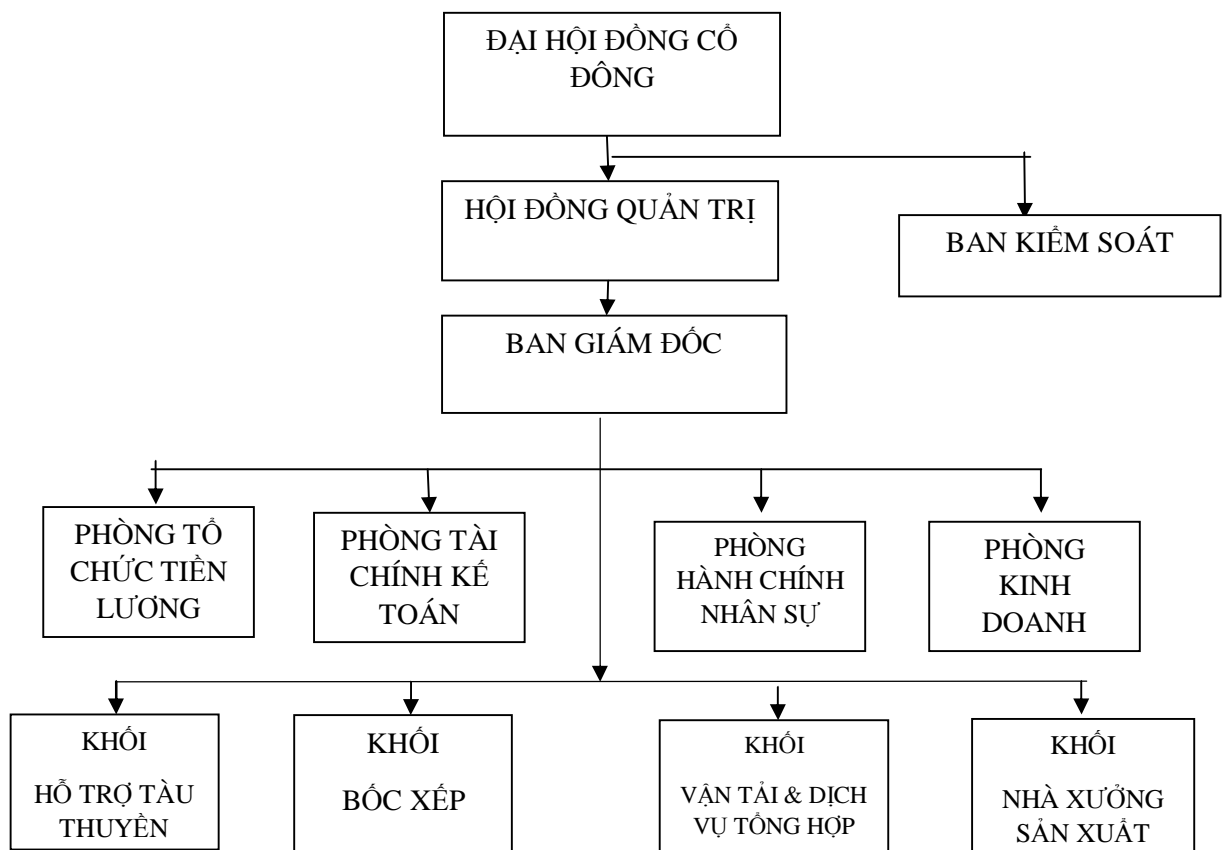 ĐẠI HỘI ĐỒNG CỔ
ĐÔNG
HỘI ĐỒNG QUẢN TRỊ
BAN KIỂM SOÁT
BAN GIÁM ĐỐC
PHÒNG TỔ
CHỨC TIỀN
LƯƠNG
PHÒNG TÀI
CHÍNH KẾ
TOÁN
PHÒNG
HÀNH CHÍNH
NHÂN SỰ
PHÒNG
KINH
DOANH
KHỐI
HỖ TRỢ TÀU
THUYỀN
KHỐI
BỐC XẾP
KHỐI
VẬN TẢI & DỊCH
VỤ TỔNG HỢP
KHỐI
NHÀ XƯỞNG
SẢN XUẤT